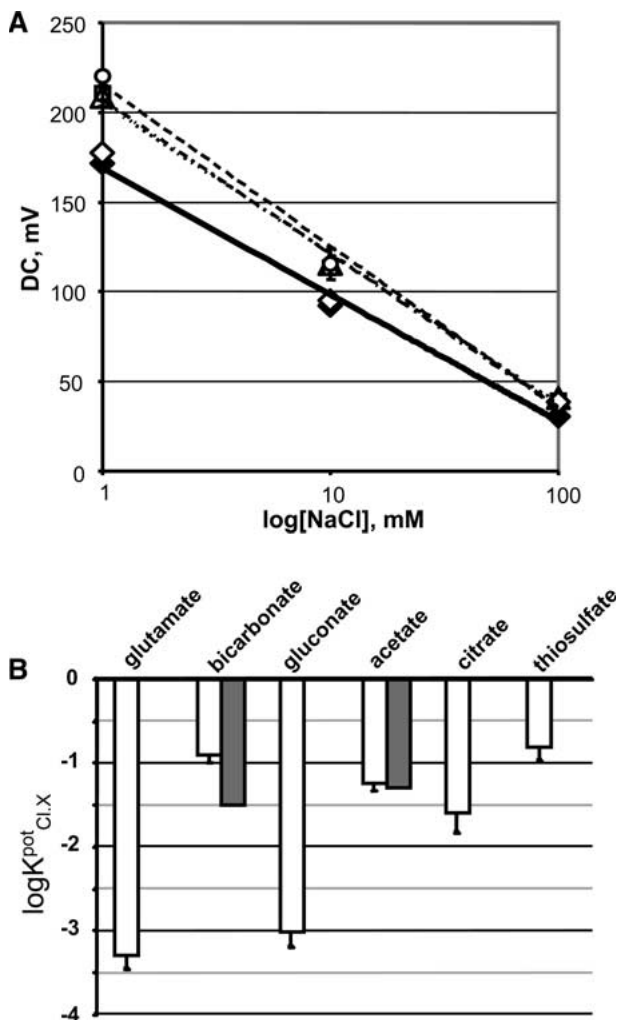 A
250
200
150
100
50
0
DC, mV
1 10 100
log[NaCl], mM
glutamate bicarbonate gluconate acetate citrate thiosulfate
B
0
-1
-2
-3
-4
logK^pot_Cl.X